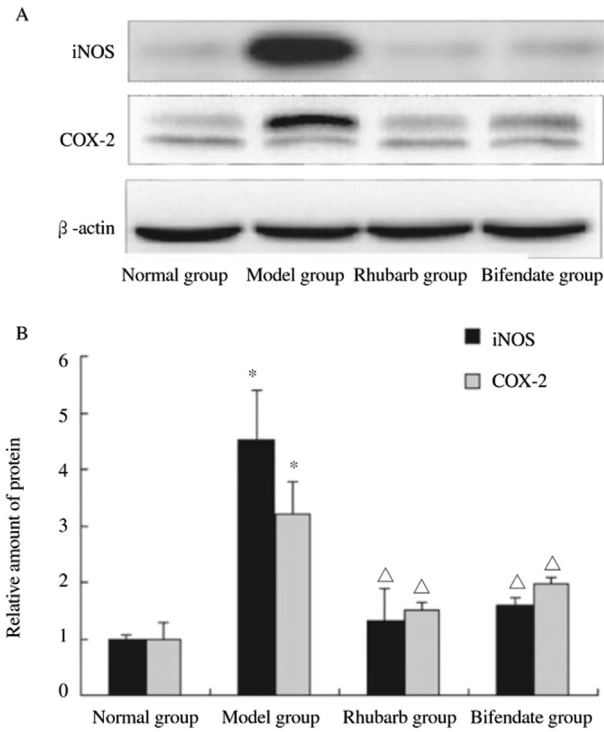 A
iNOS
COX-2
β-actin
Normal group Model group Rhubarb group Bifendate group
B
iNOS
COX-2
Relative amount of protein
6
5
4
3
2
1
0
*
*
△
△
△
△
Normal group Model group Rhubarb group Bifendate group